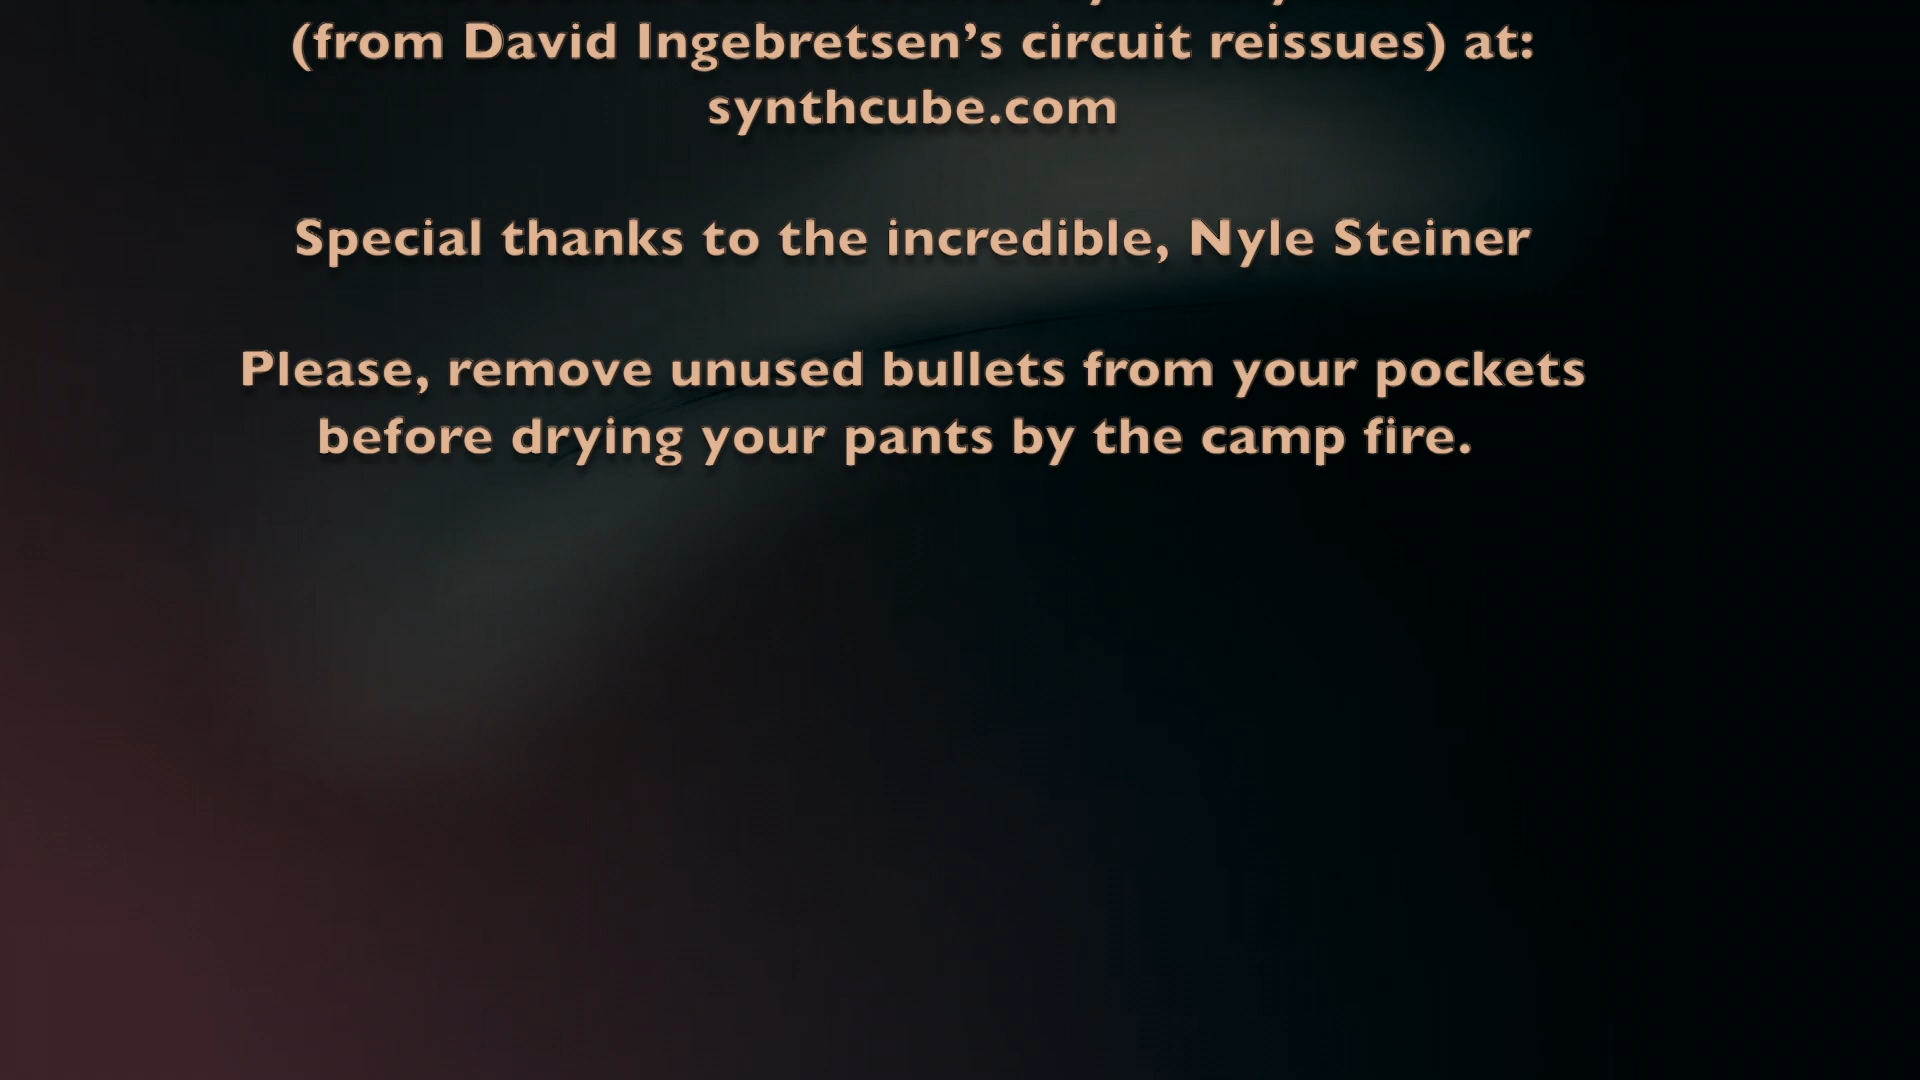 (from David Ingebretsen’s circuit reissues) at:
synthcube.com
Special thanks to the incredible, Nyle Steiner
Please, remove unused bullets from your pockets
before drying your pants by the camp fire.